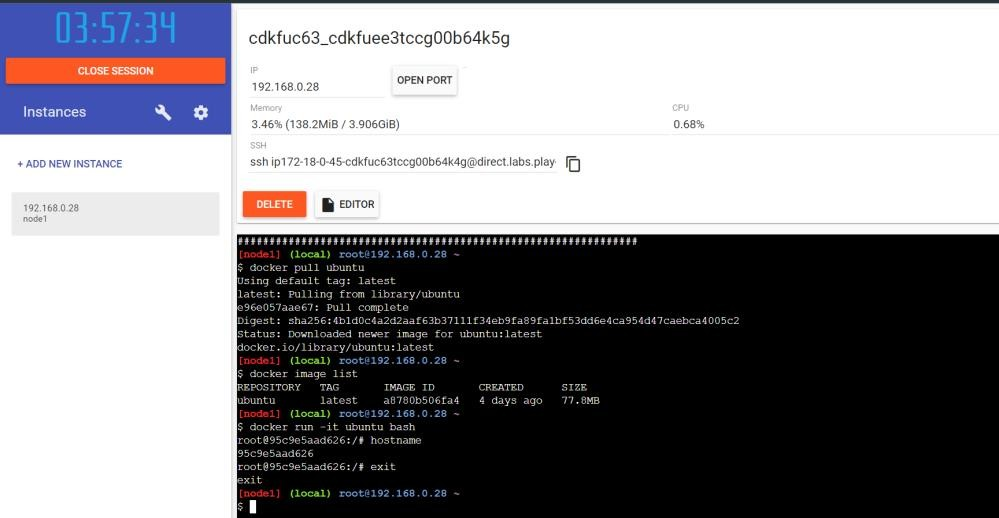 03:57:34
CLOSE SESSION
Instances
+ ADD NEW INSTANCE
192.168.0.28
node1
cdkfuc63_cdkfuee3tccg00b64k5g
IP
192.168.0.28
OPEN PORT
Memory
3.46% (138.2MiB / 3.906GiB)
CPU
0.68%
SSH
ssh ip172-18-0-45-cdkfuc63tccg00b64k4g@direct.labs.play-
DELETE
EDITOR
###############################################################
[node1] (local) root@192.168.0.28 ~
$ docker pull ubuntu
Using default tag: latest
latest: Pulling from library/ubuntu
e96e057aae67: Pull complete
Digest: sha256:4b1d0c4a2d2aaf63b37111f34eb9fa89fa1bf53dd6e4ca954d47caebca4005c2
Status: Downloaded newer image for ubuntu:latest
docker.io/library/ubuntu:latest
[node1] (local) root@192.168.0.28 ~
$ docker image list
REPOSITORY   TAG       IMAGE ID       CREATED      SIZE
ubuntu       latest    a8780b506fa4   4 days ago   77.8MB
[node1] (local) root@192.168.0.28 ~
$ docker run -it ubuntu bash
root@95c9e5aad626:/# hostname
95c9e5aad626
root@95c9e5aad626:/# exit
exit
[node1] (local) root@192.168.0.28 ~
$